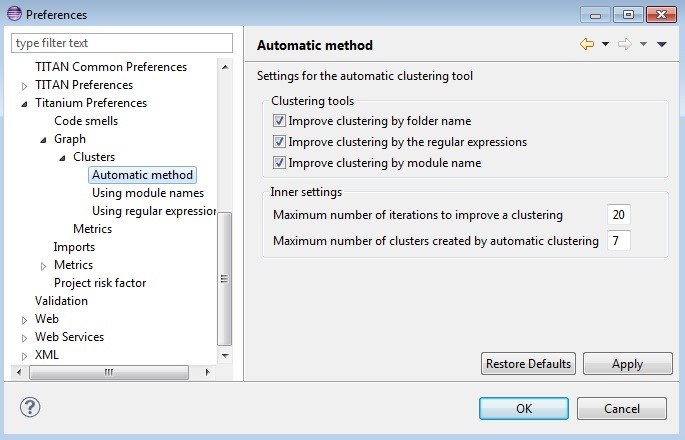 Preferences
type filter text
TITAN Common Preferences
TITAN Preferences
Titanium Preferences
Code smells
Graph
Clusters
Automatic method
Using module names
Using regular expression
Metrics
Imports
Metrics
Project risk factor
Validation
Web
Web Services
XML
Automatic method
Settings for the automatic clustering tool
Clustering tools
Improve clustering by folder name
Improve clustering by the regular expressions
Improve clustering by module name
Inner settings
Maximum number of iterations to improve a clustering 20
Maximum number of clusters created by automatic clustering 7
Restore Defaults Apply
? OK Cancel